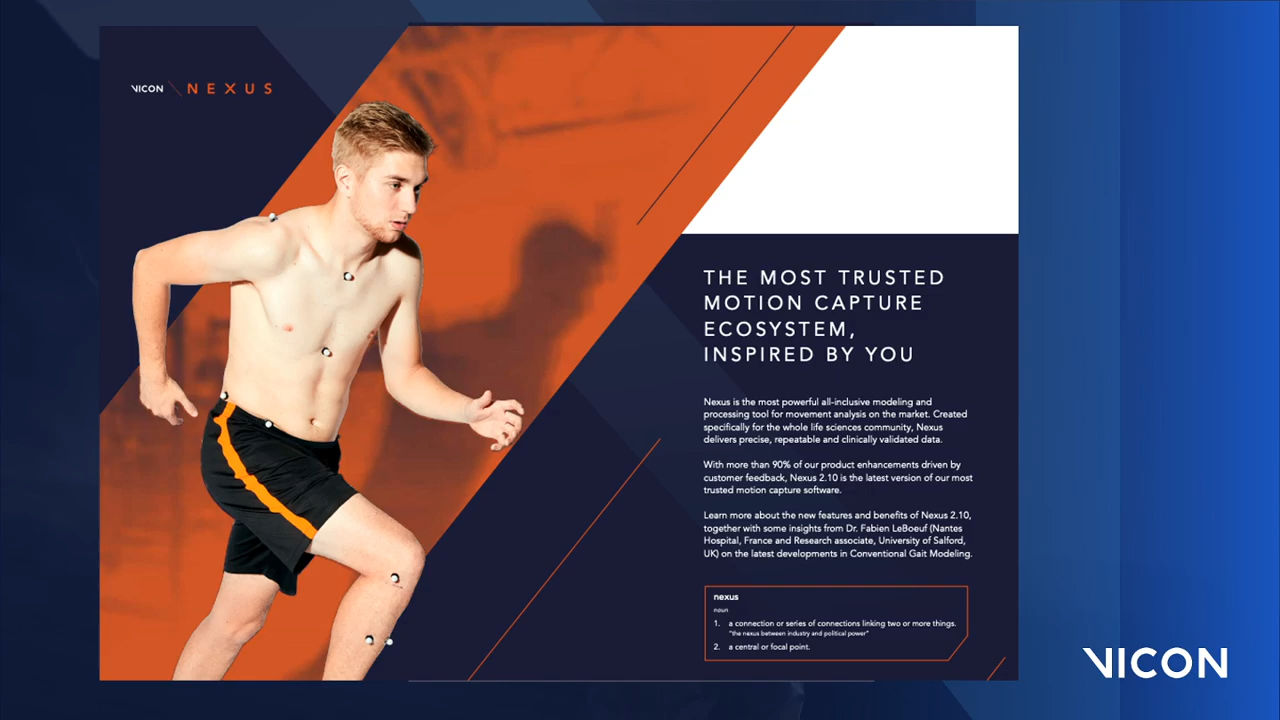 VICON NEXUS
THE MOST TRUSTED
MOTION CAPTURE
ECOSYSTEM,
INSPIRED BY YOU
Nexus is the most powerful all-inclusive modeling and
processing tool for movement analysis on the market. Created
specifically for the whole life sciences community, Nexus
delivers precise, repeatable and clinically validated data.
With more than 90% of our product enhancements driven by
customer feedback, Nexus 2.10 is the latest version of our most
trusted motion capture software.
Learn more about the new features and benefits of Nexus 2.10,
together with some insights from Dr. Fabien LeBoeuf (Nantes
Hospital, France and Research associate, University of Salford,
UK) on the latest developments in Conventional Gait Modeling.
nexus
noun
1. a connection or series of connections linking two or more things.
"the nexus between industry and political power"
2. a central or focal point.
VICON